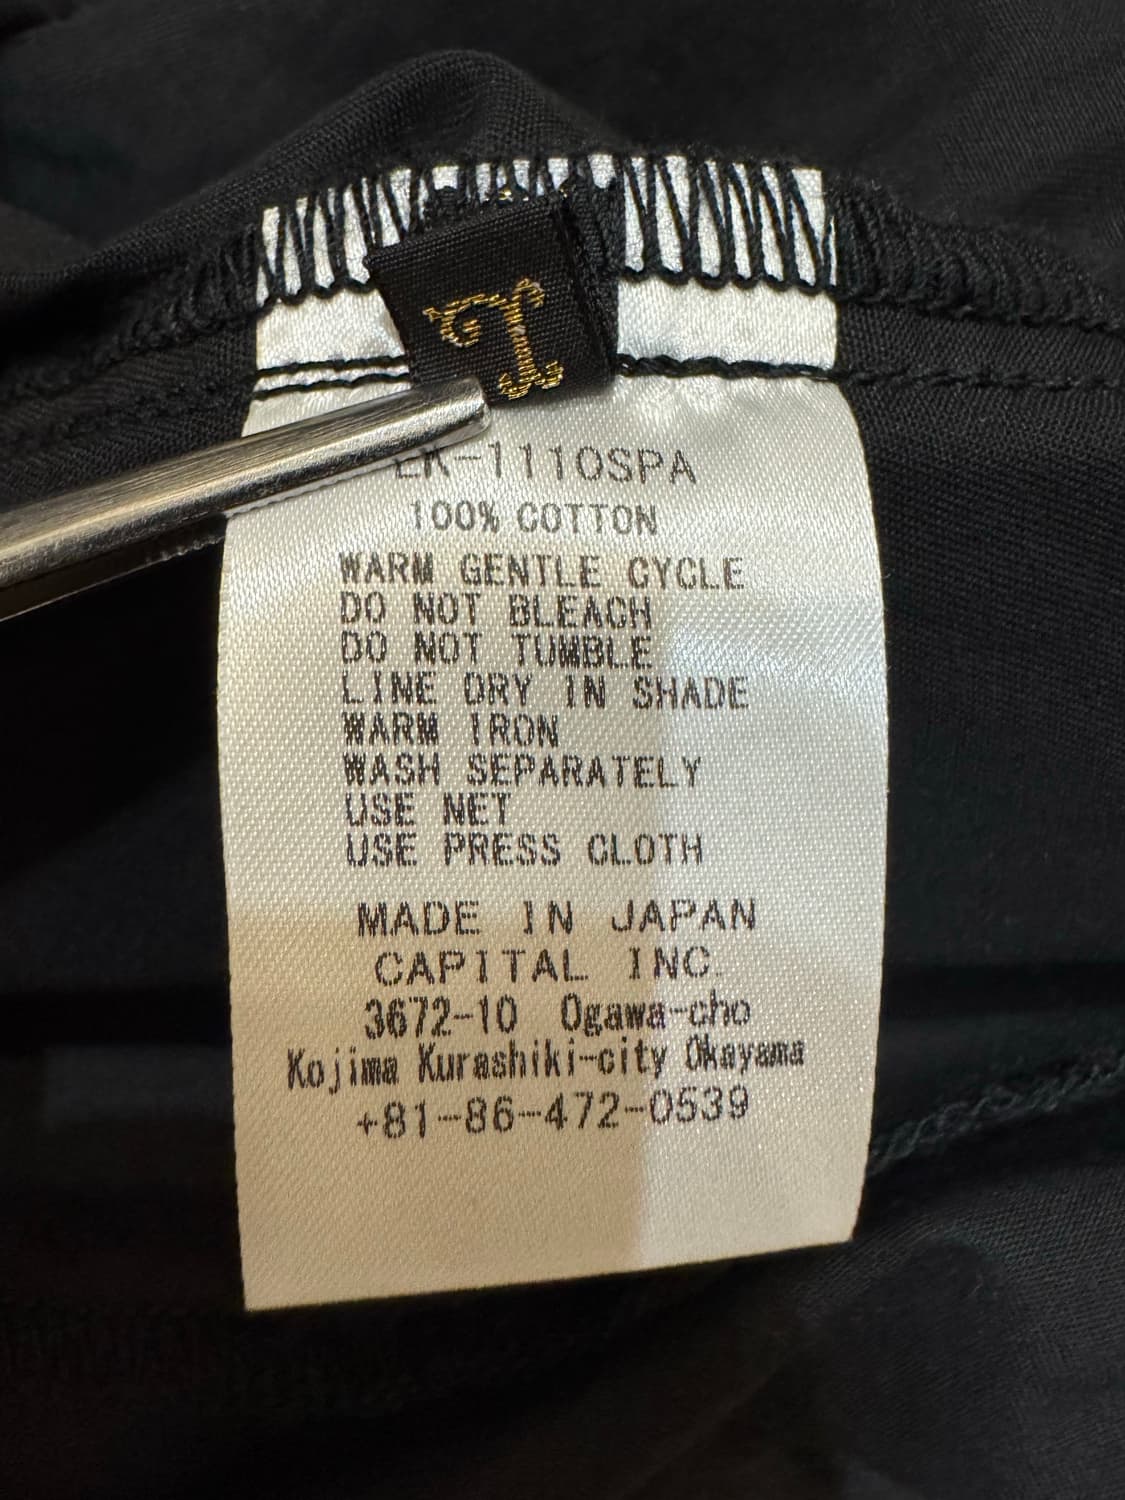 I
EK-1110SPA
100% COTTON
WARM GENTLE CYCLE
DO NOT BLEACH
DO NOT TUMBLE
LINE DRY IN SHADE
WARM IRON
WASH SEPARATELY
USE NET
USE PRESS CLOTH
MADE IN JAPAN
CAPITAL INC.
3672-10 Ogawa-cho
Kojima Kurashiki-city Okayama
+81-86-472-0539